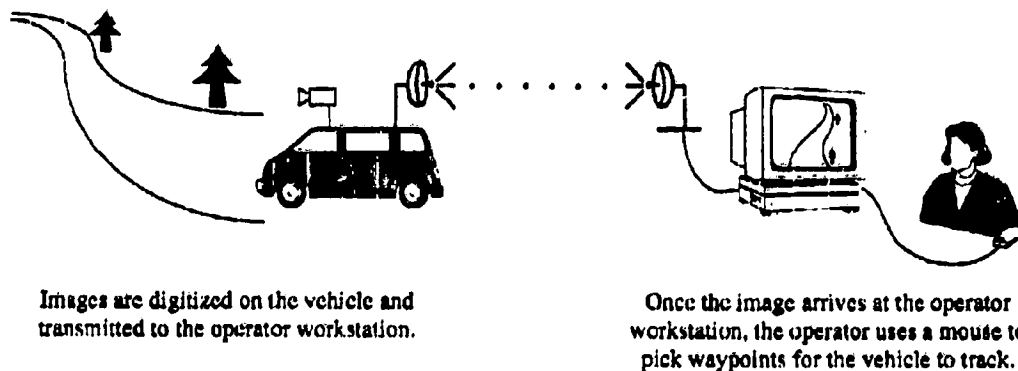 Images are digitized on the vehicle and
transmitted to the operator workstation.
Once the image arrives at the operator
workstation, the operator uses a mouse to
pick waypoints for the vehicle to track.